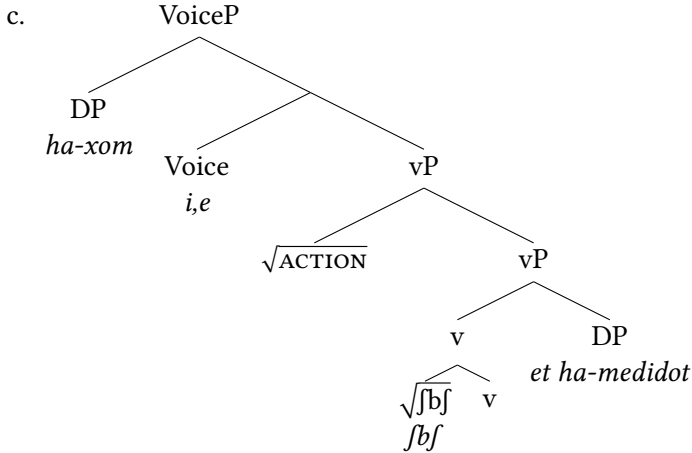 c. VoiceP
DP
ha-xom
Voice vP
i,e
√ACTION vP
v DP
et ha-medidot
√ʃbʃ v
ʃbʃ